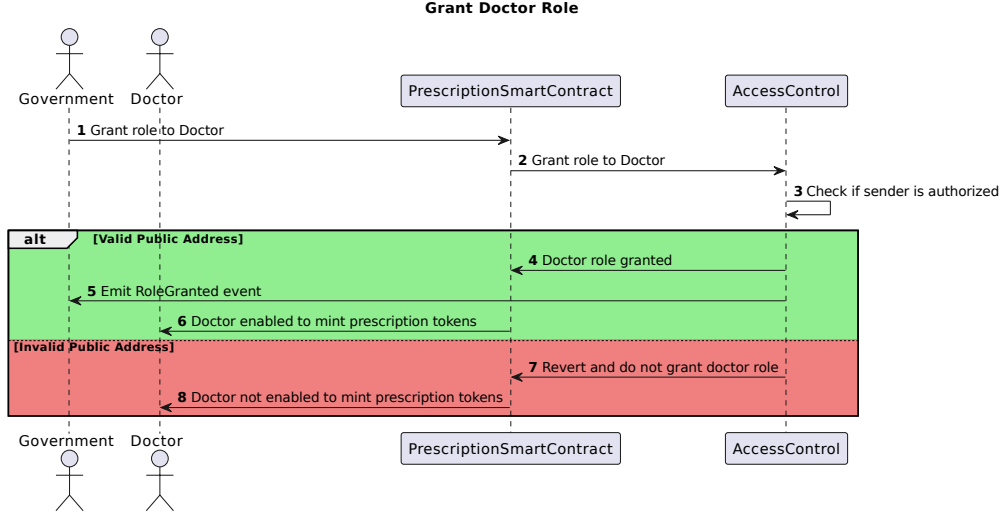 Grant Doctor Role
Government
Doctor
PrescriptionSmartContract
AccessControl
1 Grant role to Doctor
2 Grant role to Doctor
3 Check if sender is authorized
alt [Valid Public Address]
4 Doctor role granted
5 Emit RoleGranted event
6 Doctor enabled to mint prescription tokens
[Invalid Public Address]
7 Revert and do not grant doctor role
8 Doctor not enabled to mint prescription tokens
Government
Doctor
PrescriptionSmartContract
AccessControl